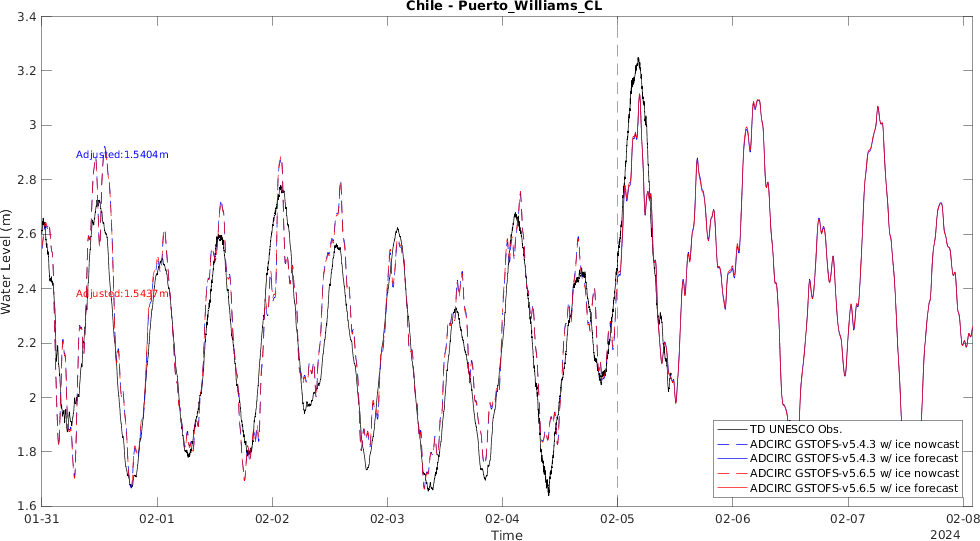 Chile - Puerto_Williams_CL
3.4
3.2
3
2.8
2.6
2.4
2.2
2
1.8
1.6
Water Level (m)
Adjusted:1.5404m
Adjusted:1.5437m
TD UNESCO Obs.
ADCIRC GSTOFS-v5.4.3 w/ ice nowcast
ADCIRC GSTOFS-v5.4.3 w/ ice forecast
ADCIRC GSTOFS-v5.6.5 w/ ice nowcast
ADCIRC GSTOFS-v5.6.5 w/ ice forecast
01-31 02-01 02-02 02-03 02-04 02-05 02-06 02-07 02-08
Time
2024